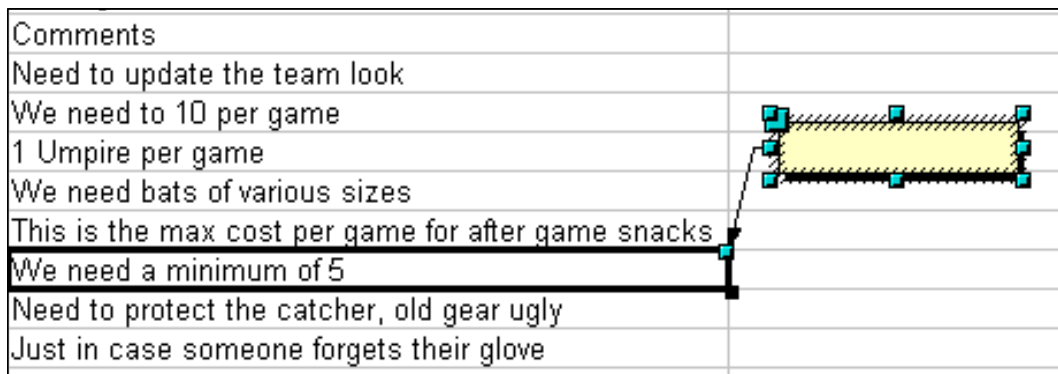 Comments
Need to update the team look
We need to 10 per game
1 Umpire per game
We need bats of various sizes
This is the max cost per game for after game snacks
We need a minimum of 5
Need to protect the catcher, old gear ugly
Just in case someone forgets their glove